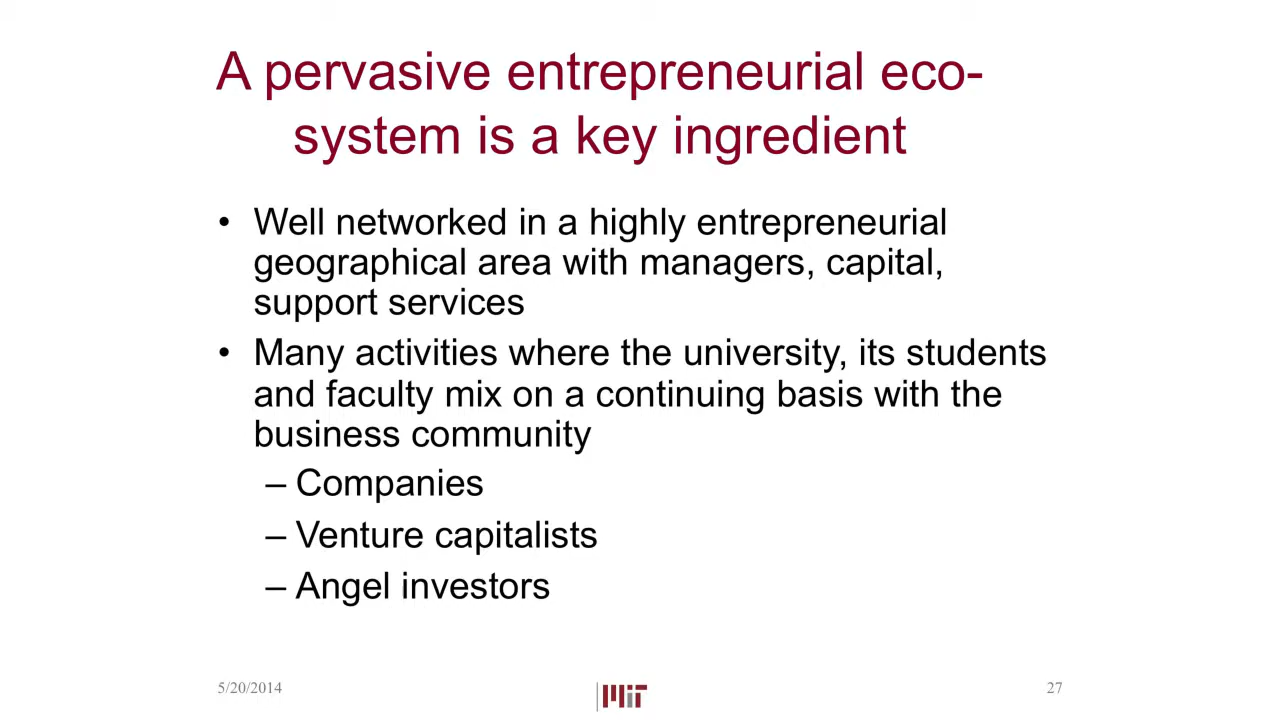 A pervasive entrepreneurial eco-
system is a key ingredient
• Well networked in a highly entrepreneurial
geographical area with managers, capital,
support services
• Many activities where the university, its students
and faculty mix on a continuing basis with the
business community
– Companies
– Venture capitalists
– Angel investors
5/20/2014
MIT
27